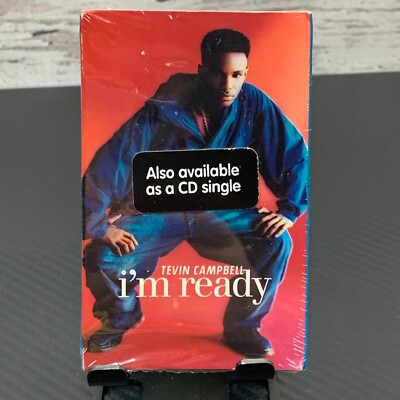 Also available
as a CD single
TEVIN CAMPBELL
i'm ready